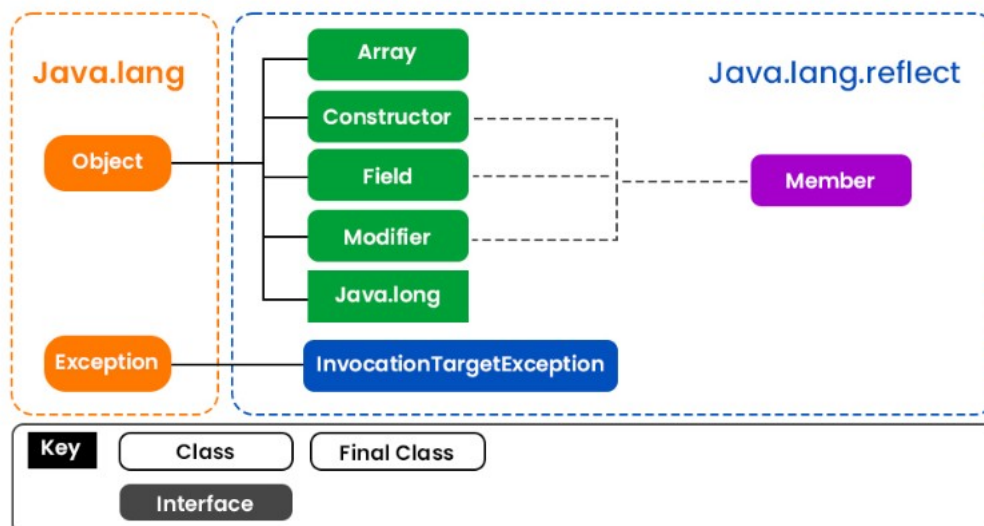 Java.lang
Java.lang.reflect
Array
Constructor
Object
Field
Member
Modifier
Java.long
Exception
InvocationTargetException
Key
Class
Final Class
Interface